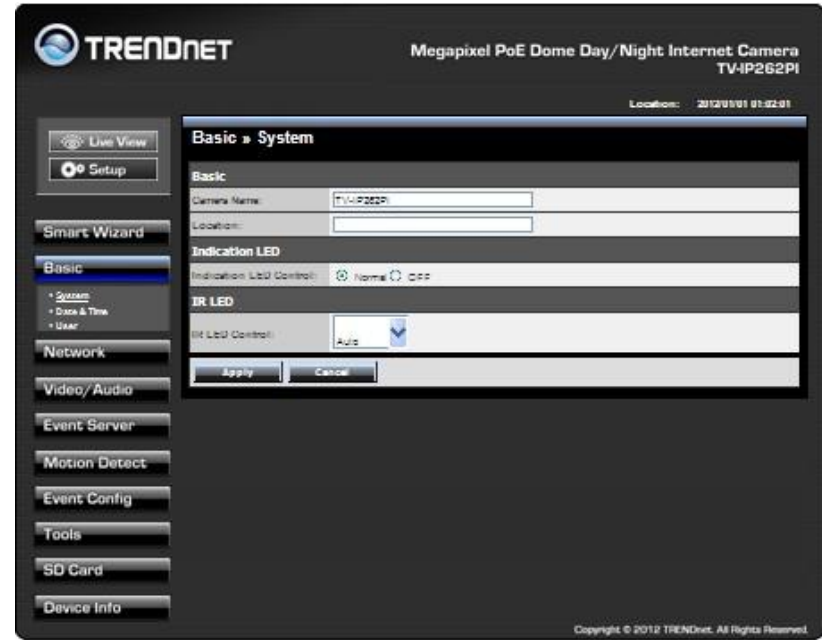 TRENDNET
Megapixel PoE Dome Day/Night Internet Camera
TV-IP262PI
Location: 2012/01/01 01:02:01
Live View
Setup
Smart Wizard
Basic
• System
• Date & Time
• User
Network
Video/Audio
Event Server
Motion Detect
Event Config
Tools
SD Card
Device Info
Basic » System
Basic
Camera Name: TV-IP262PI
Location:
Indication LED
Indication LED Control: Normal OFF
IR LED
IR LED Control: Auto
Apply Cancel
Copyright © 2012 TRENDnet. All Rights Reserved.